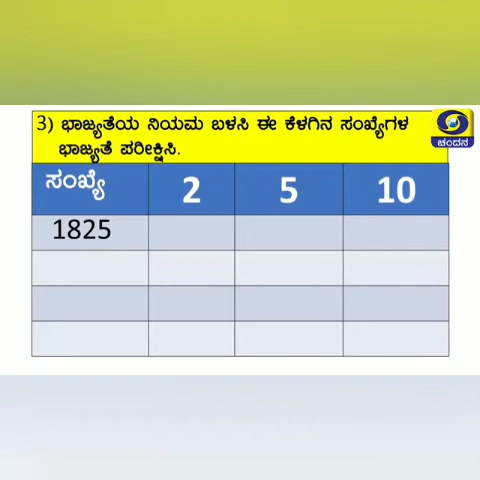 3) ಭಾಜ್ಯತೆಯ ನಿಯಮ ಬಳಸಿ ಈ ಕೆಳಗಿನ ಸಂಖ್ಯೆಗಳ
ಭಾಜ್ಯತೆ ಪರೀಕ್ಷಿಸಿ.
ಚಂದನ
ಸಂಖ್ಯೆ 2 5 10
1825